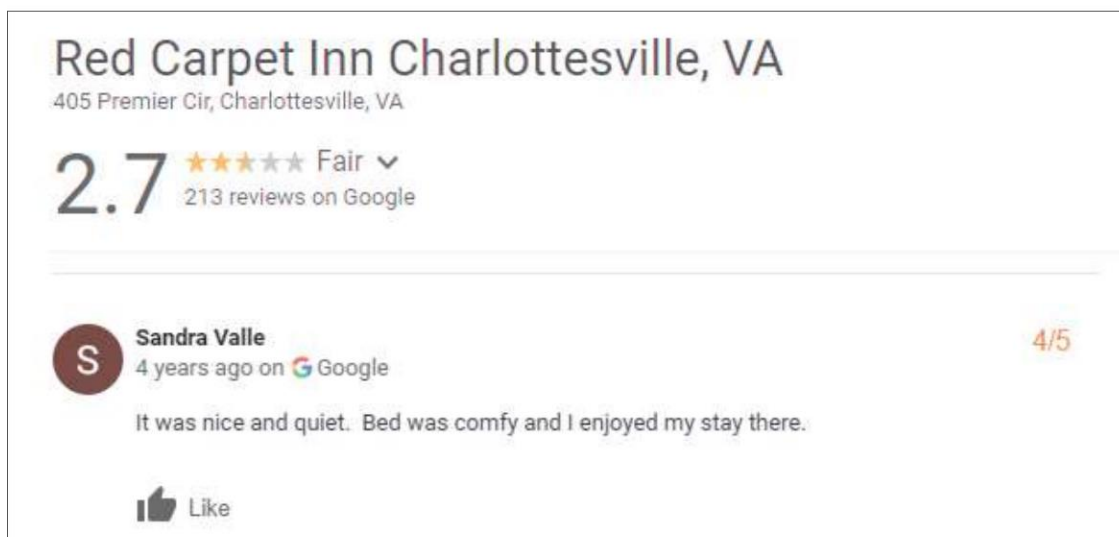 Red Carpet Inn Charlottesville, VA
405 Premier Cir, Charlottesville, VA
2.7 Fair
213 reviews on Google
S
Sandra Valle
4/5
4 years ago on Google
It was nice and quiet.  Bed was comfy and I enjoyed my stay there.
Like